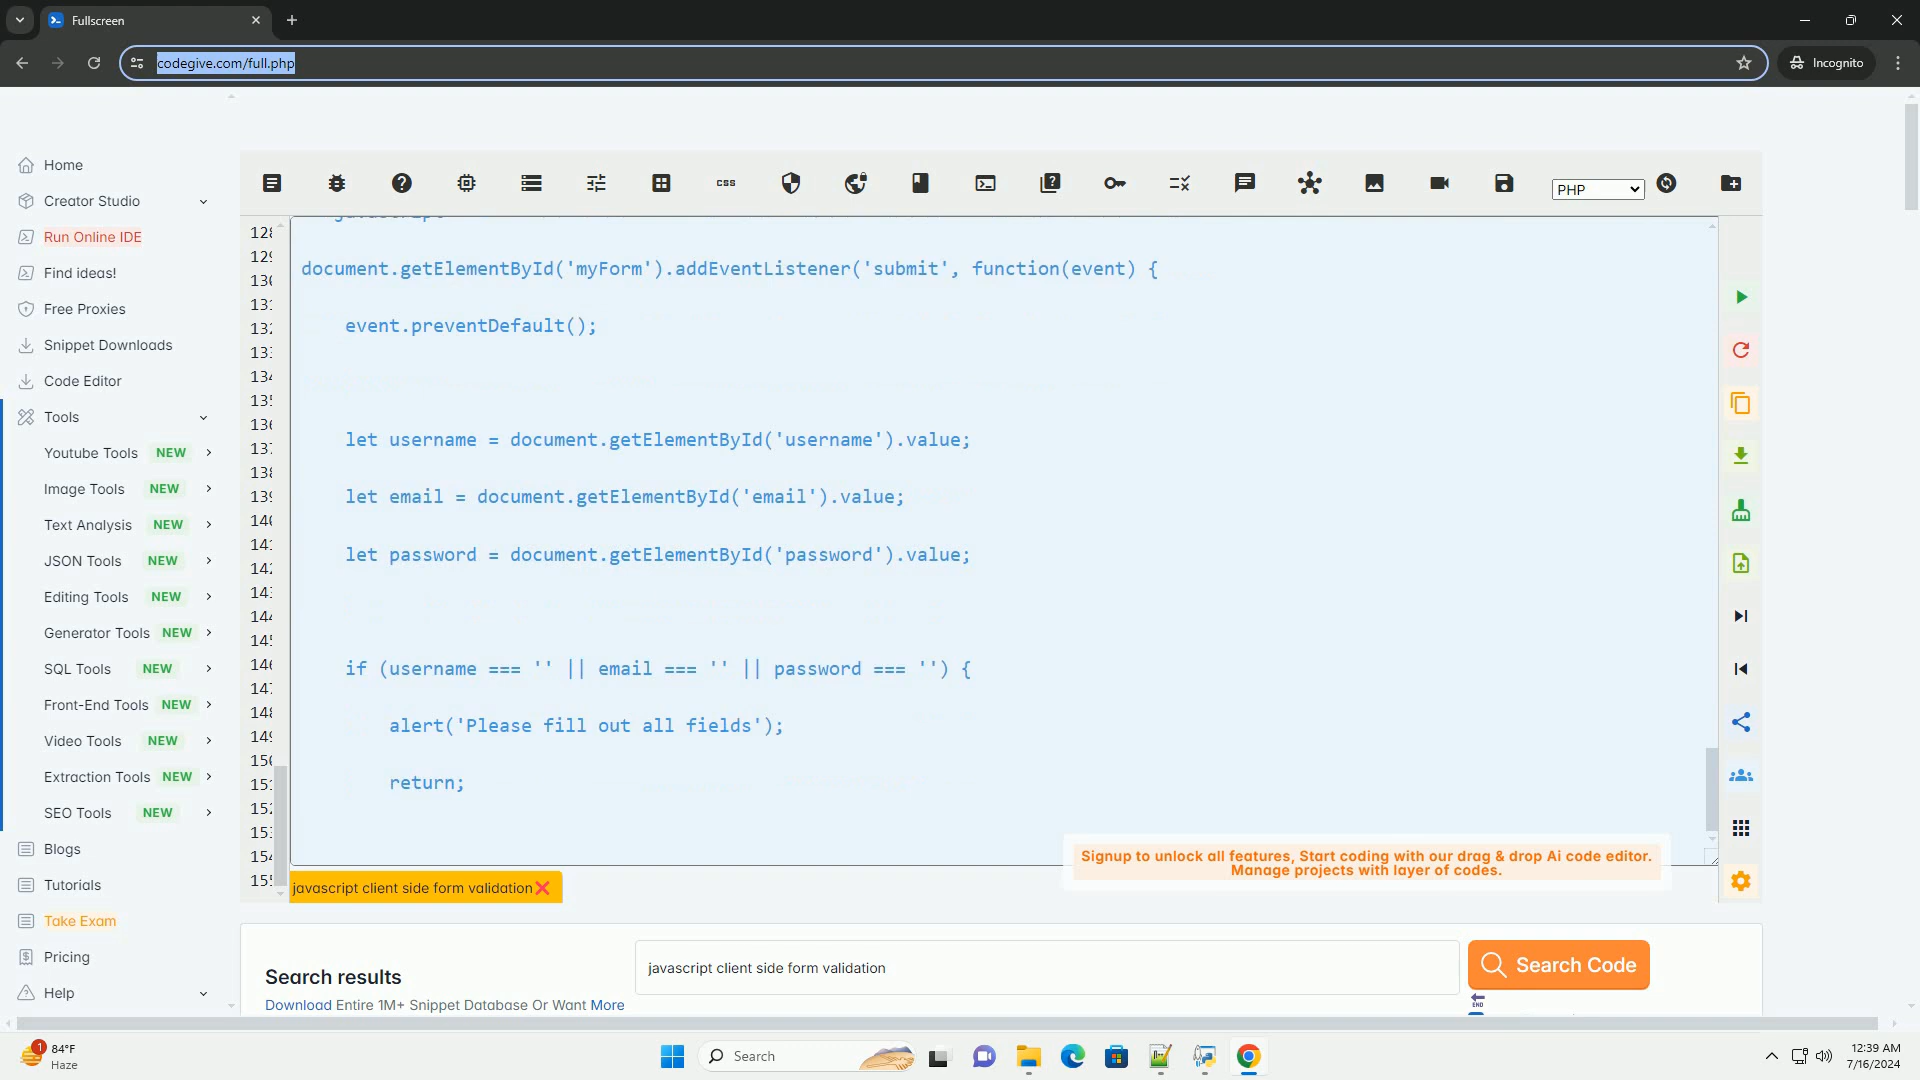 Fullscreen
codegive.com/full.php
Incognito
Home
Creator Studio
Run Online IDE
Find ideas!
Free Proxies
Snippet Downloads
Code Editor
Tools
Youtube Tools NEW
Image Tools NEW
Text Analysis NEW
JSON Tools NEW
Editing Tools NEW
Generator Tools NEW
SQL Tools NEW
Front-End Tools NEW
Video Tools NEW
Extraction Tools NEW
SEO Tools NEW
Blogs
Tutorials
Take Exam
Pricing
Help
css
PHP
document.getElementById('myForm').addEventListener('submit', function(event) {
event.preventDefault();
let username = document.getElementById('username').value;
let email = document.getElementById('email').value;
let password = document.getElementById('password').value;
if (username === '' || email === '' || password === '') {
alert('Please fill out all fields');
return;
Signup to unlock all features, Start coding with our drag & drop Ai code editor.
Manage projects with layer of codes.
javascript client side form validation
Search results
javascript client side form validation
Search Code
Download Entire 1M+ Snippet Database Or Want More
END
1
84°F
Haze
Search
12:39 AM
7/16/2024